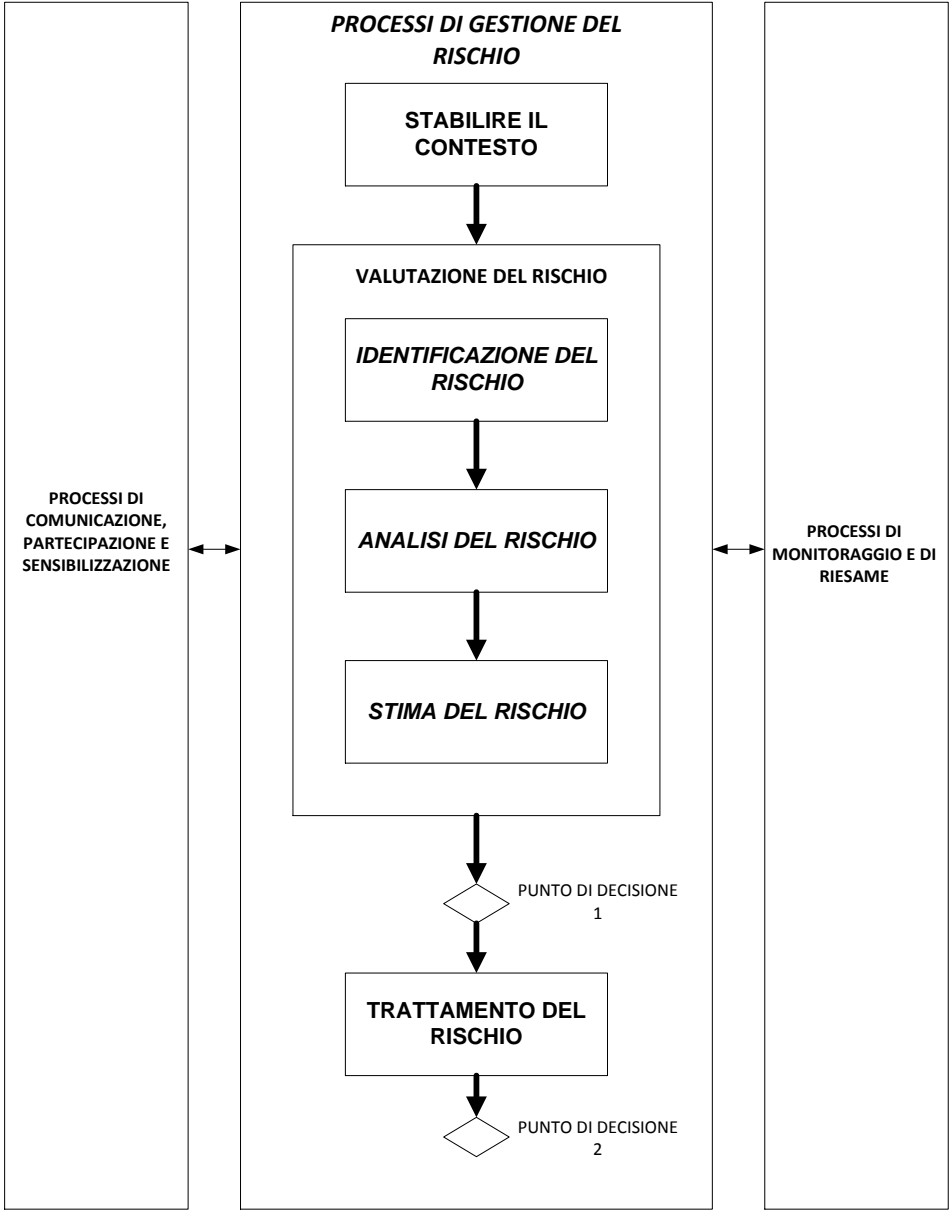 PROCESSI DI GESTIONE DEL
RISCHIO
STABILIRE IL
CONTESTO
VALUTAZIONE DEL RISCHIO
IDENTIFICAZIONE DEL
RISCHIO
PROCESSI DI
COMUNICAZIONE,
PARTECIPAZIONE E
SENSIBILIZZAZIONE
ANALISI DEL RISCHIO
PROCESSI DI
MONITORAGGIO E DI
RIESAME
STIMA DEL RISCHIO
PUNTO DI DECISIONE
1
TRATTAMENTO DEL
RISCHIO
PUNTO DI DECISIONE
2